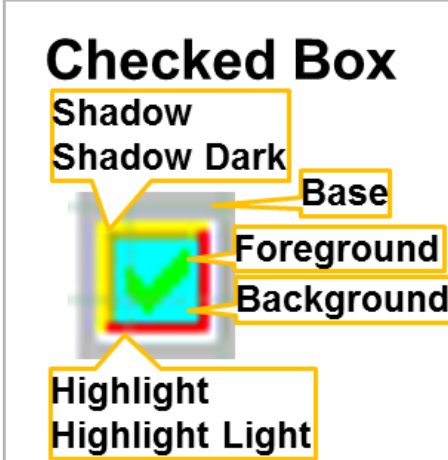 Checked Box
Shadow
Shadow Dark
Base
Foreground
Background
Highlight
Highlight Light